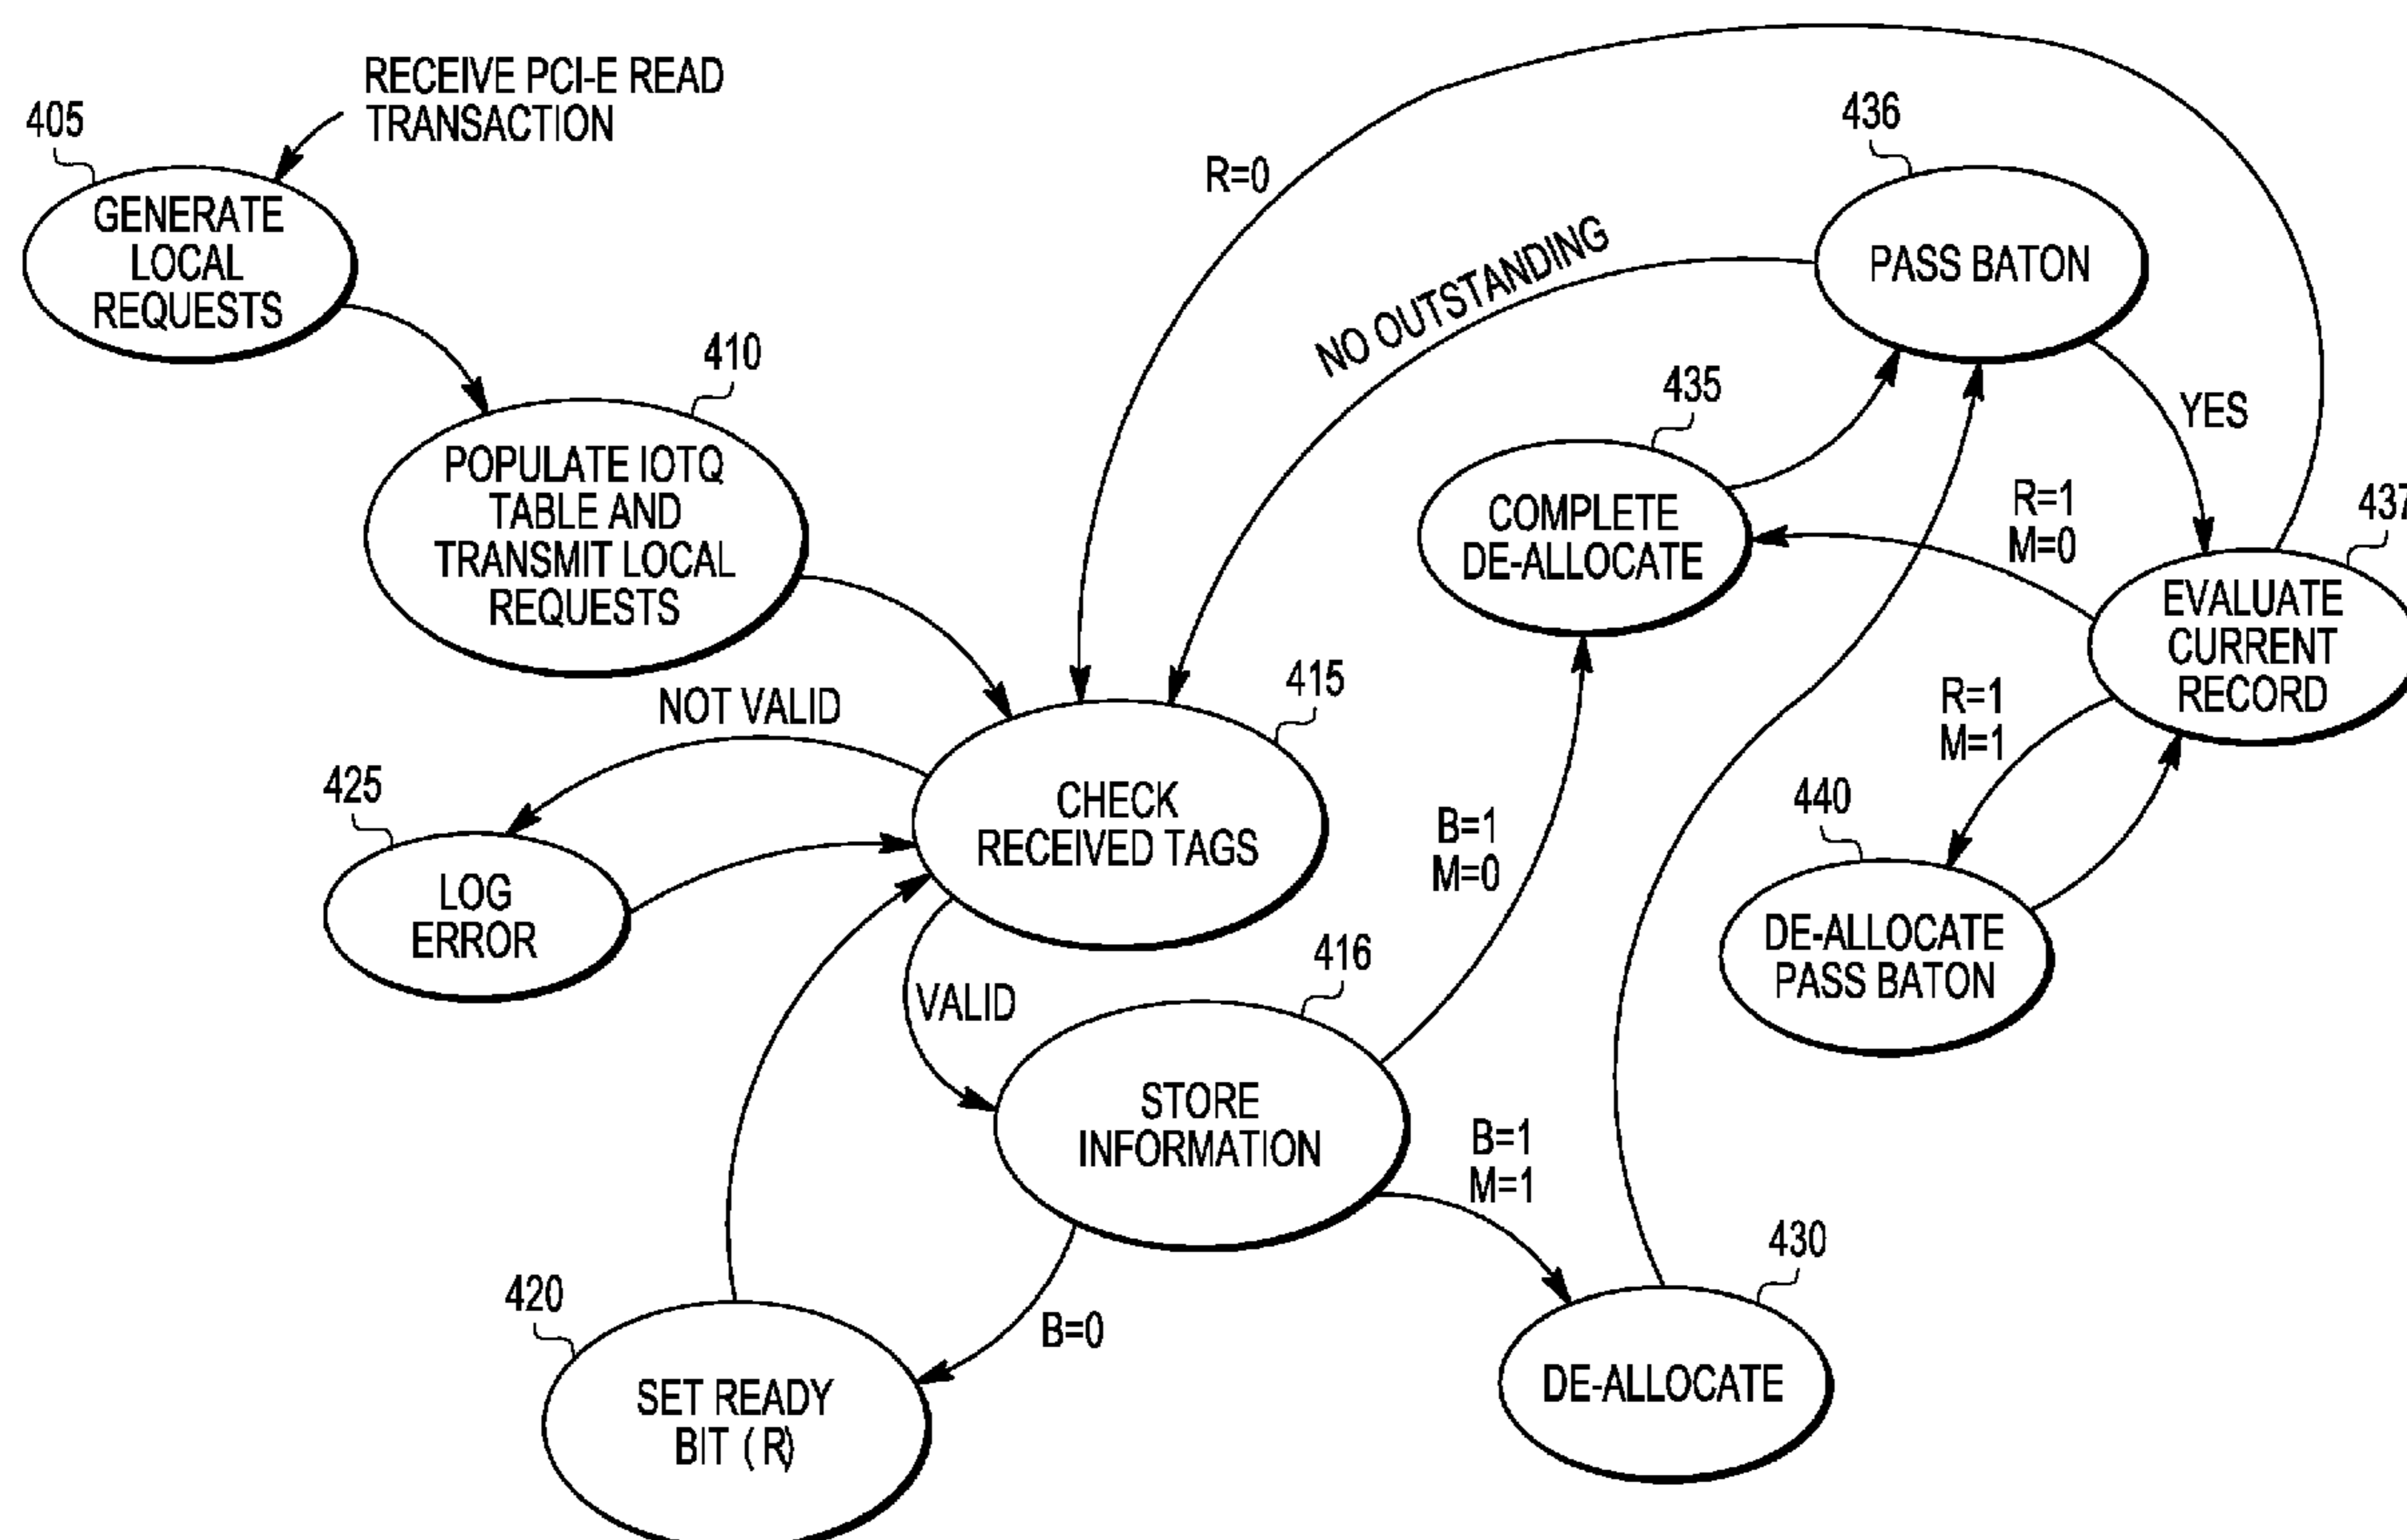 RECEIVE PCI-E READ
TRANSACTION
405
GENERATE
LOCAL
REQUESTS
410
POPULATE IOTQ
TABLE AND
TRANSMIT LOCAL
REQUESTS
R=0
NO OUTSTANDING
436
PASS BATON
YES
435
COMPLETE
DE-ALLOCATE
R=1
M=0
437
EVALUATE
CURRENT
RECORD
R=1
M=1
440
DE-ALLOCATE
PASS BATON
415
CHECK
RECEIVED TAGS
NOT VALID
425
LOG
ERROR
VALID
416
STORE
INFORMATION
B=1
M=0
B=1
M=1
430
DE-ALLOCATE
B=0
420
SET READY
BIT (R)